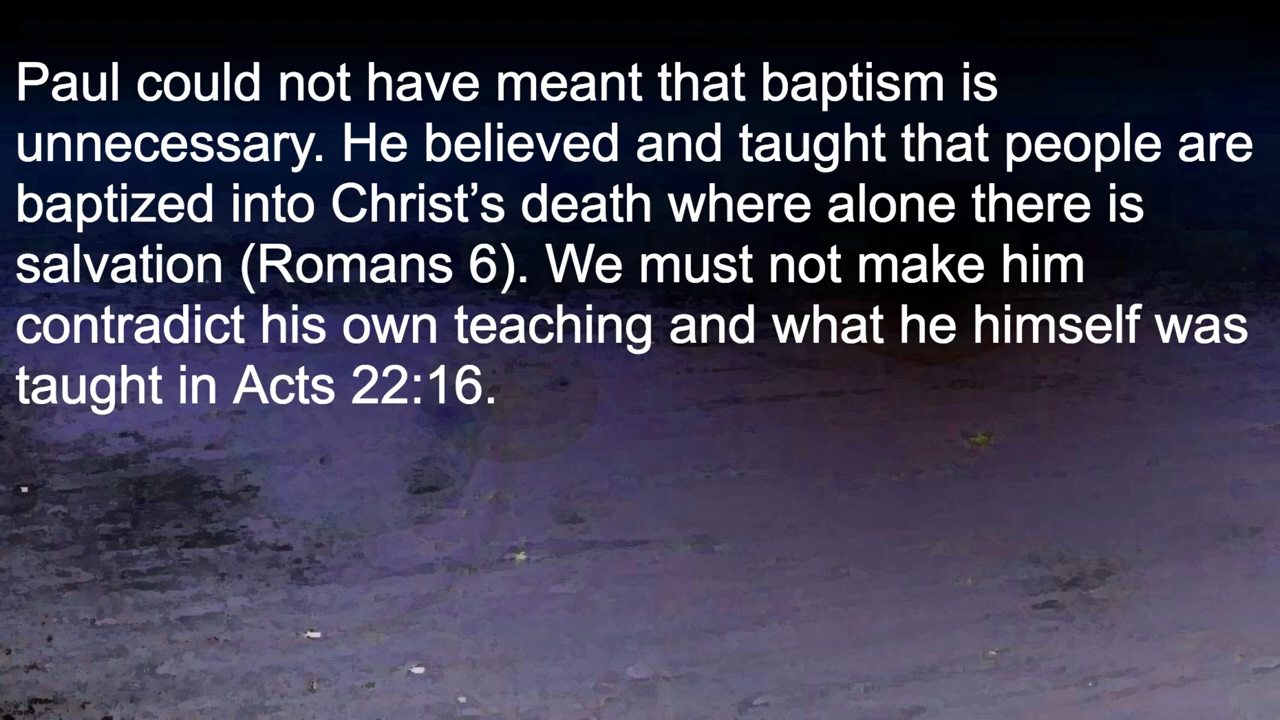 Paul could not have meant that baptism is
unnecessary. He believed and taught that people are
baptized into Christ’s death where alone there is
salvation (Romans 6). We must not make him
contradict his own teaching and what he himself was
taught in Acts 22:16.